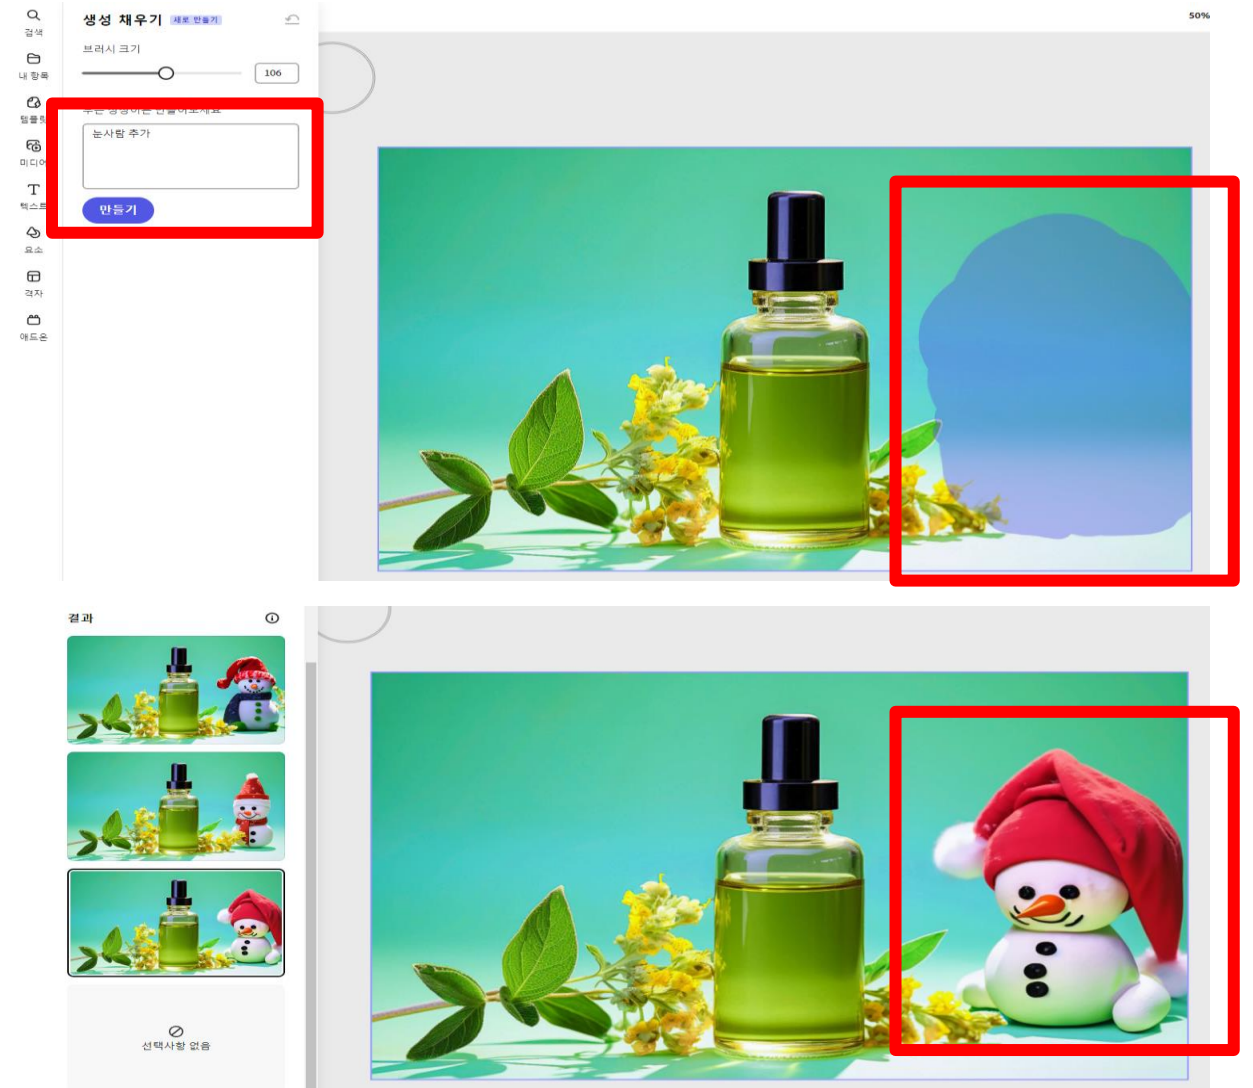 검색
내 항목
템플릿
미디어
텍스트
요소
격자
애드온
생성 채우기 새로 만들기
브러시 크기
106
눈사람 추가
만들기
50%
결과
선택사항 없음